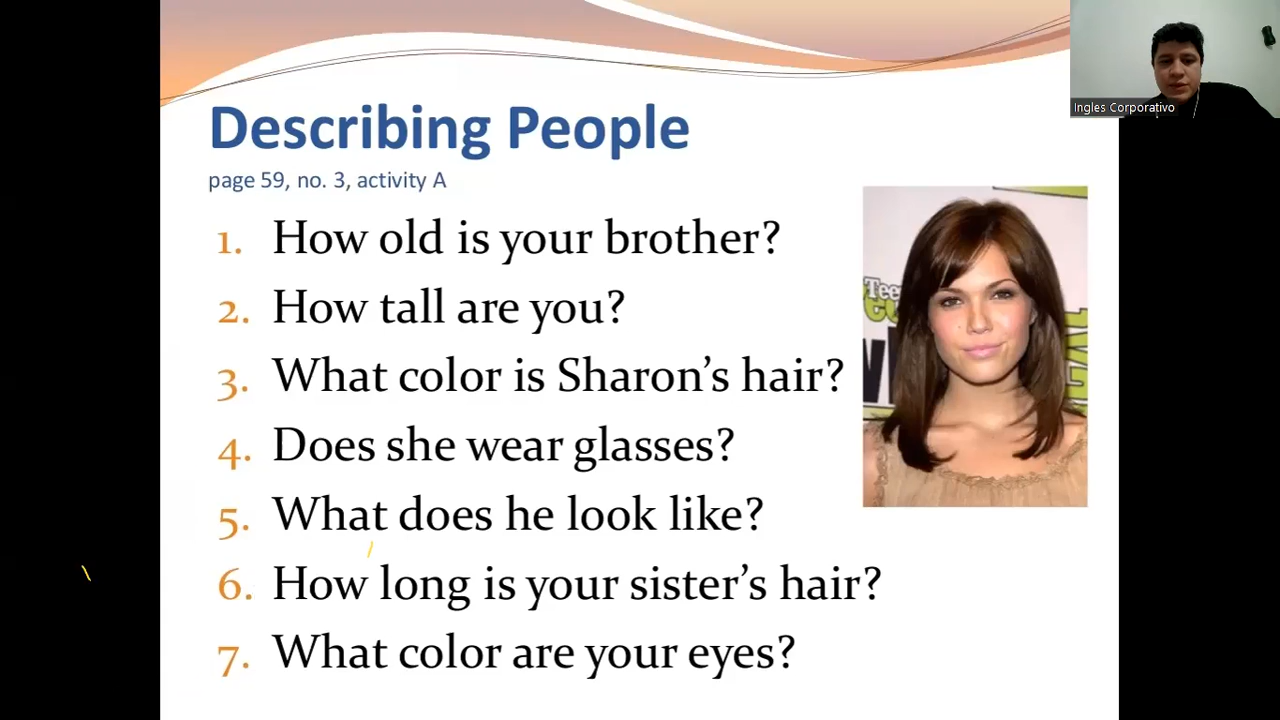 Describing People
page 59, no. 3, activity A
1. How old is your brother?
2. How tall are you?
3. What color is Sharon's hair?
4. Does she wear glasses?
5. What does he look like?
6. How long is your sister's hair?
7. What color are your eyes?
Ingles Corporativo
Teen